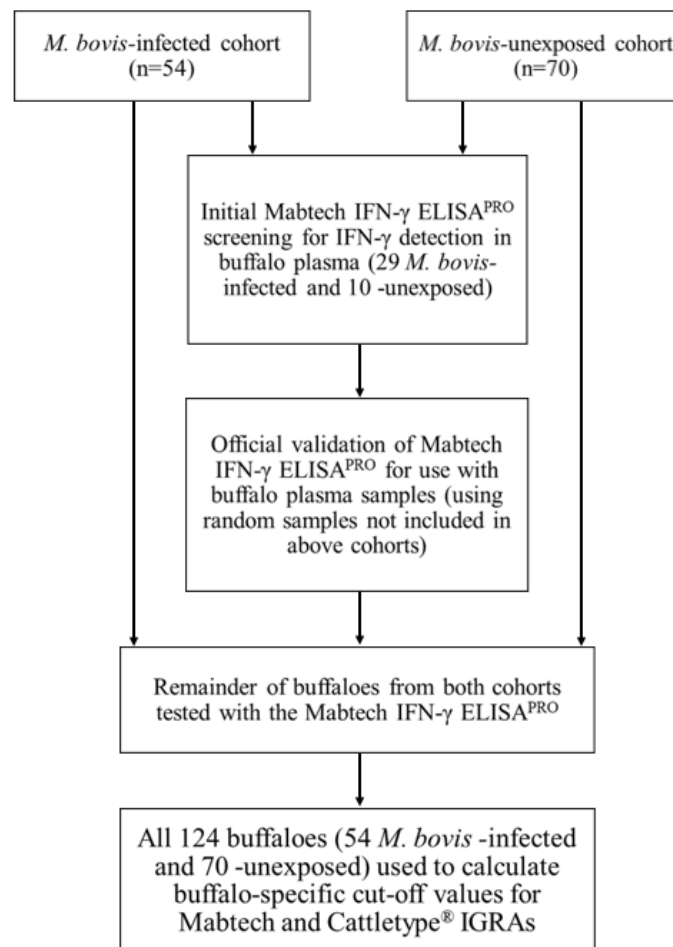 M. bovis-infected cohort
(n=54)
M. bovis-unexposed cohort
(n=70)
Initial Mabtech IFN-γ ELISAPRO
screening for IFN-γ detection in
buffalo plasma (29 M. bovis-
infected and 10 -unexposed)
Official validation of Mabtech
IFN-γ ELISAPRO for use with
buffalo plasma samples (using
random samples not included in
above cohorts)
Remainder of buffaloes from both cohorts
tested with the Mabtech IFN-γ ELISAPRO
All 124 buffaloes (54 M. bovis -infected
and 70 -unexposed) used to calculate
buffalo-specific cut-off values for
Mabtech and Cattletype® IGRAs